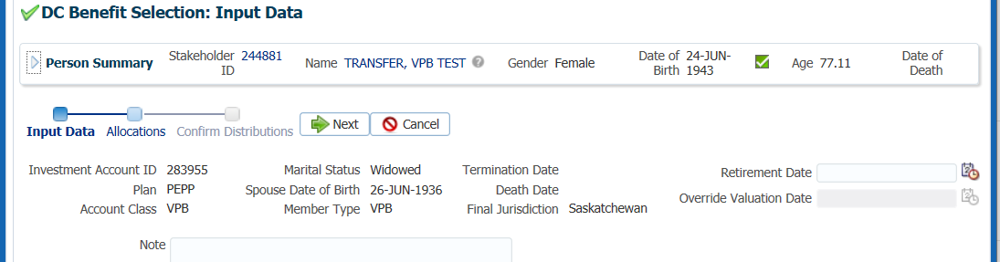 DC Benefit Selection: Input Data
Person Summary Stakeholder ID 244881 Name TRANSFER, VPB TEST Gender Female Date of Birth 24-JUN-1943 Age 77.11 Date of Death
Input Data Allocations Confirm Distributions Next Cancel
Investment Account ID 283955 Marital Status Widowed Termination Date Retirement Date
Plan PEPP Spouse Date of Birth 26-JUN-1936 Death Date Override Valuation Date
Account Class VPB Member Type VPB Final Jurisdiction Saskatchewan
Note